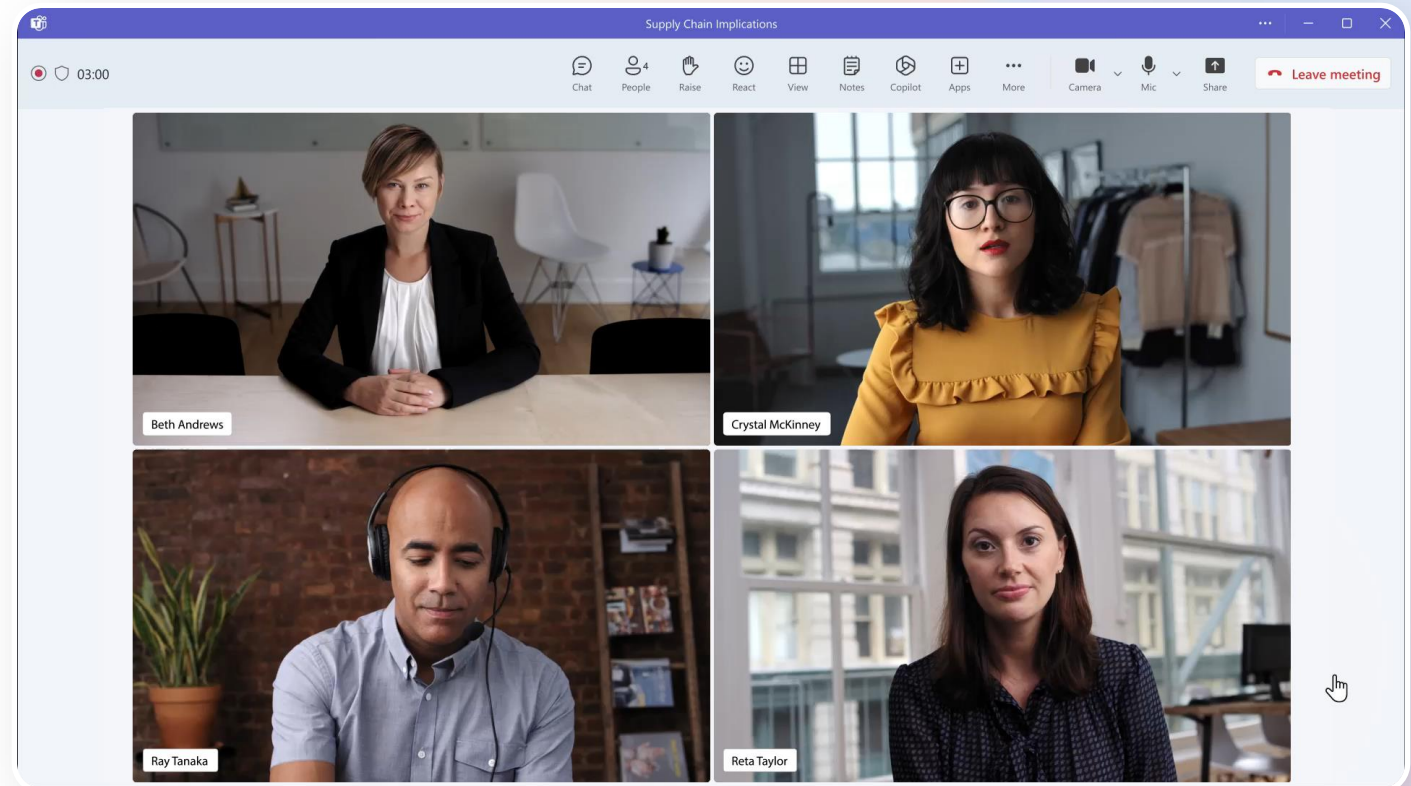 Supply Chain Implications
03:00
4
Chat People Raise React View Notes Copilot Apps More Camera Mic Share
Leave meeting
Beth Andrews
Crystal McKinney
Ray Tanaka
Reta Taylor